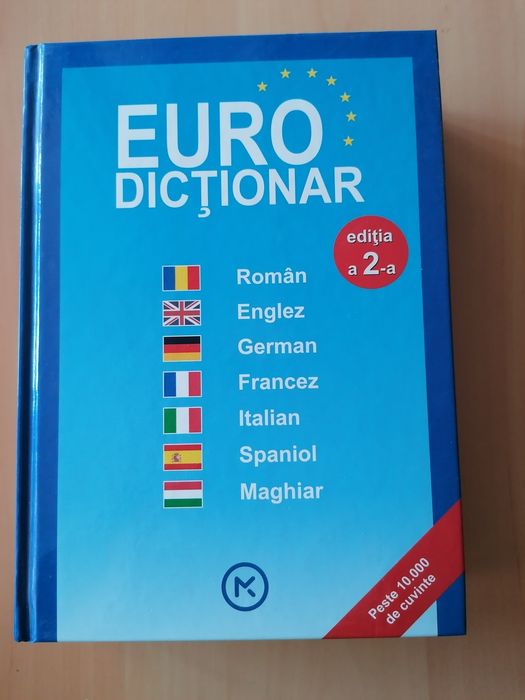 EURO
DICŢIONAR
ediţia
a 2-a
Român
Englez
German
Francez
Italian
Spaniol
Maghiar
Peste 10.000
de cuvinte